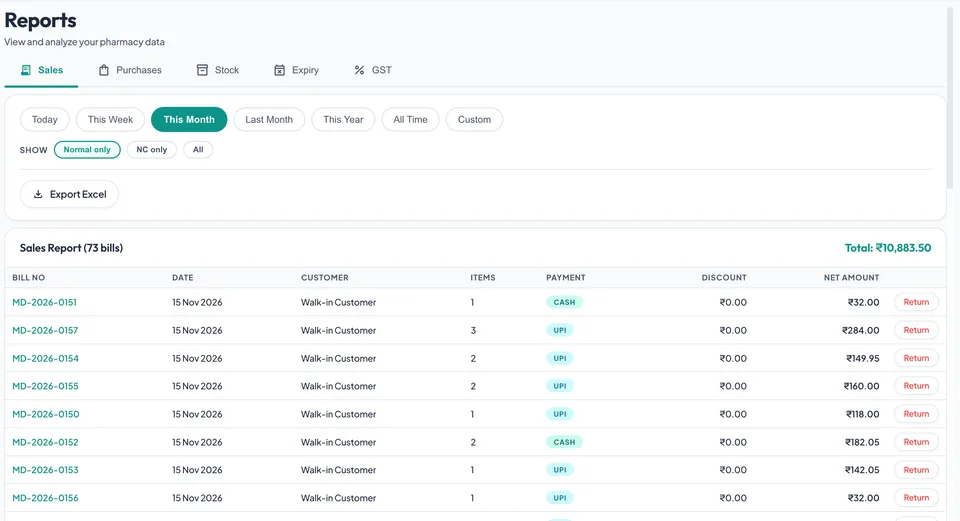 Reports
View and analyze your pharmacy data
Sales Purchases Stock Expiry GST
Today This Week This Month Last Month This Year All Time Custom
SHOW Normal only NC only All
Export Excel
Sales Report (73 bills) Total: ₹10,883.50
BILL NO DATE CUSTOMER ITEMS PAYMENT DISCOUNT NET AMOUNT
MD-2026-0151 15 Nov 2026 Walk-in Customer 1 CASH ₹0.00 ₹32.00 Return
MD-2026-0157 15 Nov 2026 Walk-in Customer 3 UPI ₹0.00 ₹284.00 Return
MD-2026-0154 15 Nov 2026 Walk-in Customer 2 UPI ₹0.00 ₹149.95 Return
MD-2026-0155 15 Nov 2026 Walk-in Customer 2 UPI ₹0.00 ₹160.00 Return
MD-2026-0150 15 Nov 2026 Walk-in Customer 1 UPI ₹0.00 ₹118.00 Return
MD-2026-0152 15 Nov 2026 Walk-in Customer 2 CASH ₹0.00 ₹182.05 Return
MD-2026-0153 15 Nov 2026 Walk-in Customer 1 UPI ₹0.00 ₹142.05 Return
MD-2026-0156 15 Nov 2026 Walk-in Customer 1 UPI ₹0.00 ₹32.00 Return